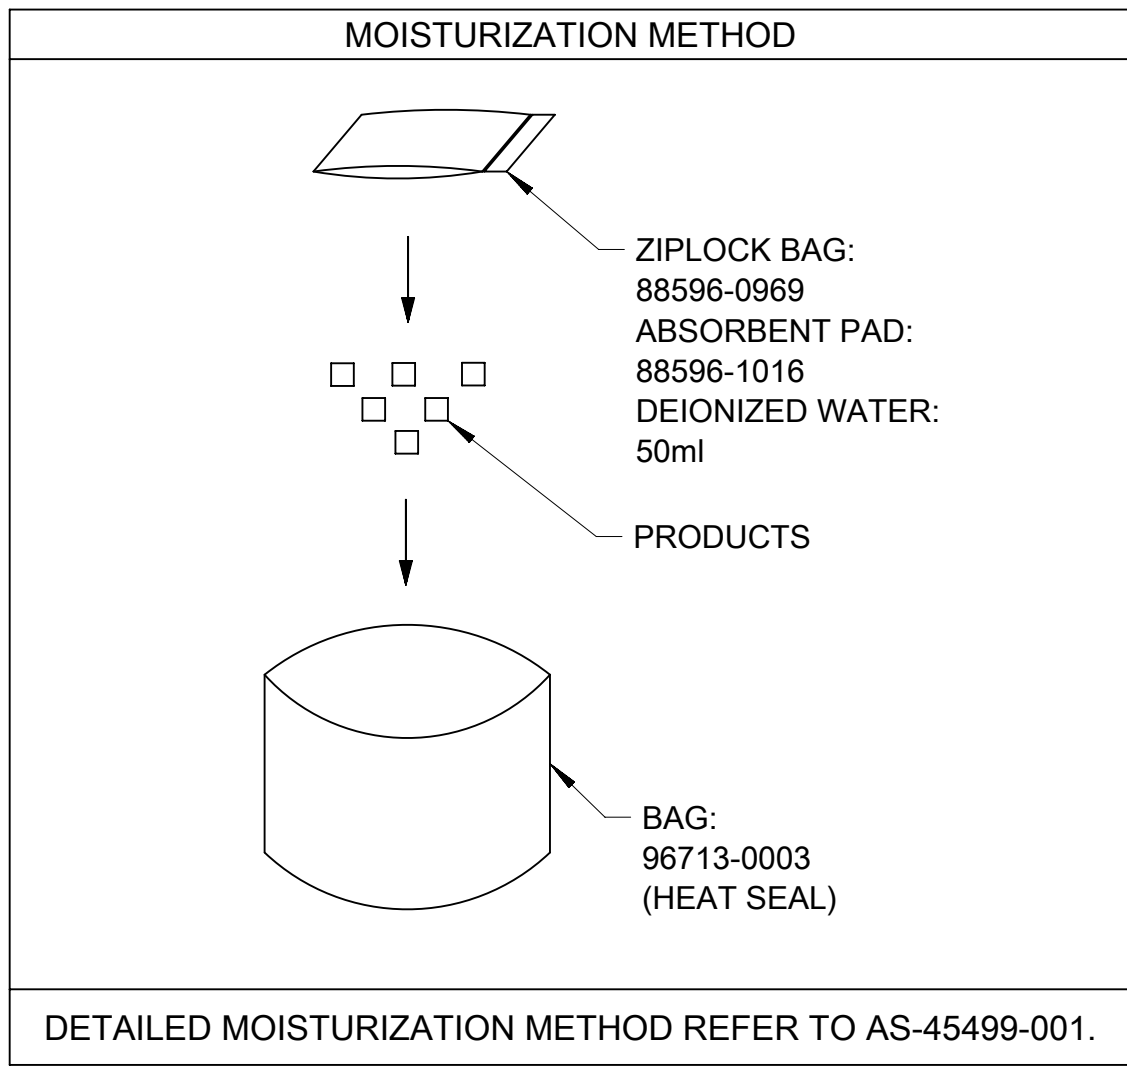 MOISTURIZATION METHOD
ZIPLOCK BAG:
88596-0969
ABSORBENT PAD:
88596-1016
DEIONIZED WATER:
50ml
PRODUCTS
BAG:
96713-0003
(HEAT SEAL)
DETAILED MOISTURIZATION METHOD REFER TO AS-45499-001.